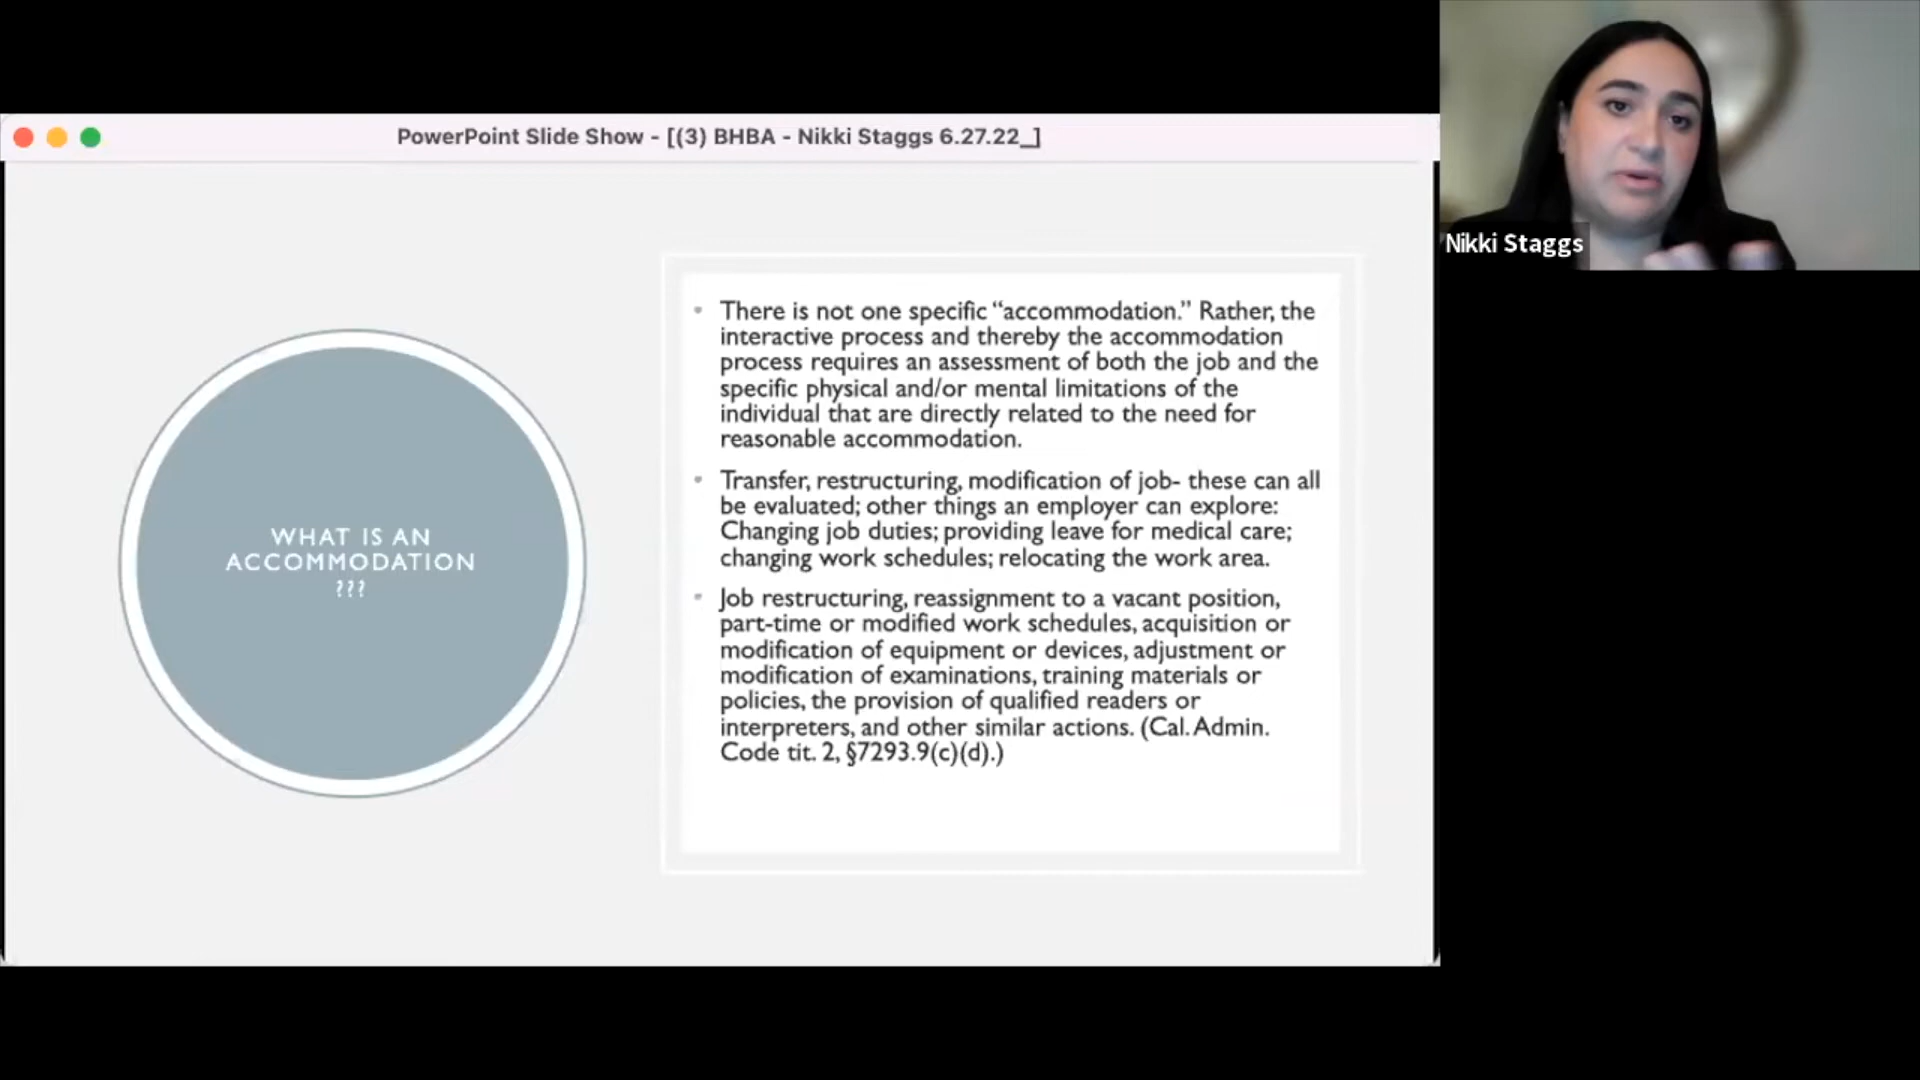 PowerPoint Slide Show - [(3) BHBA - Nikki Staggs 6.27.22_]
Nikki Staggs
WHAT IS AN
ACCOMMODATION
???
• There is not one specific “accommodation.” Rather, the
interactive process and thereby the accommodation
process requires an assessment of both the job and the
specific physical and/or mental limitations of the
individual that are directly related to the need for
reasonable accommodation.
• Transfer, restructuring, modification of job- these can all
be evaluated; other things an employer can explore:
Changing job duties; providing leave for medical care;
changing work schedules; relocating the work area.
• Job restructuring, reassignment to a vacant position,
part-time or modified work schedules, acquisition or
modification of equipment or devices, adjustment or
modification of examinations, training materials or
policies, the provision of qualified readers or
interpreters, and other similar actions. (Cal. Admin.
Code tit. 2, §7293.9(c)(d).)